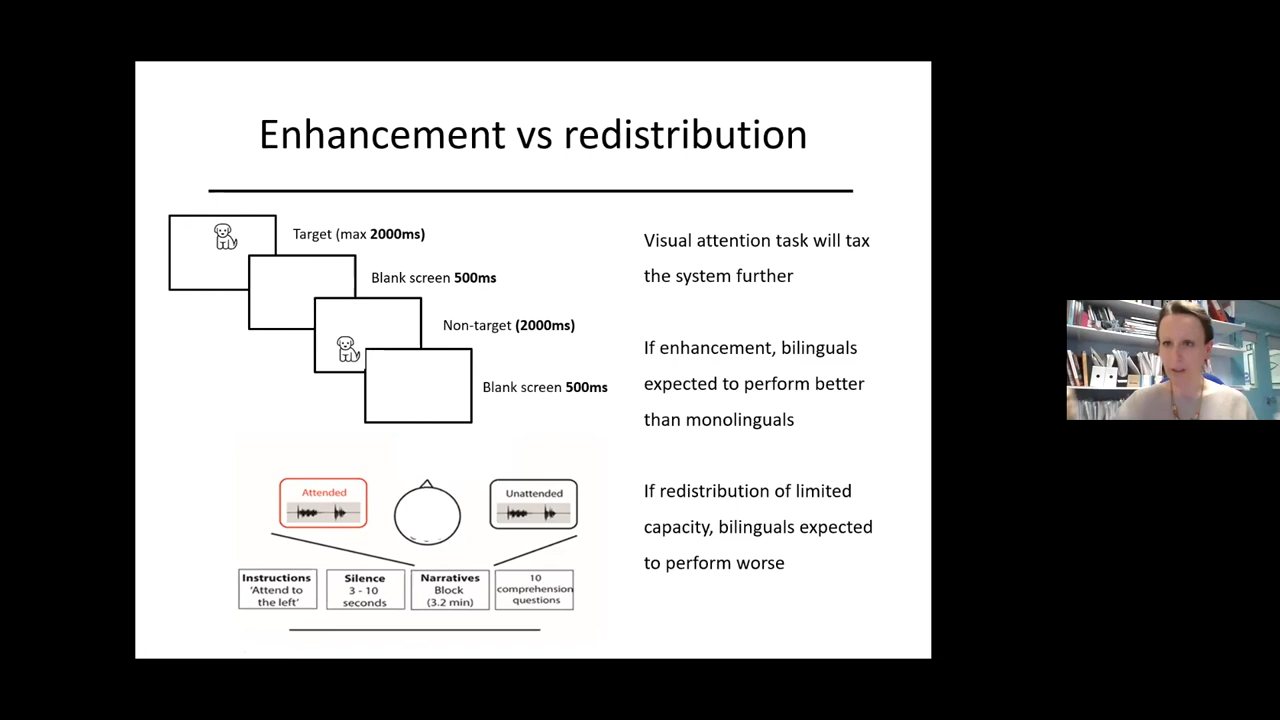 Enhancement vs redistribution
Target (max 2000ms)
Blank screen 500ms
Non-target (2000ms)
Blank screen 500ms
Attended
Unattended
Instructions
'Attend to
the left'
Silence
3 - 10
seconds
Narratives
Block
(3.2 min)
10
comprehension
questions
Visual attention task will tax
the system further
If enhancement, bilinguals
expected to perform better
than monolinguals
If redistribution of limited
capacity, bilinguals expected
to perform worse